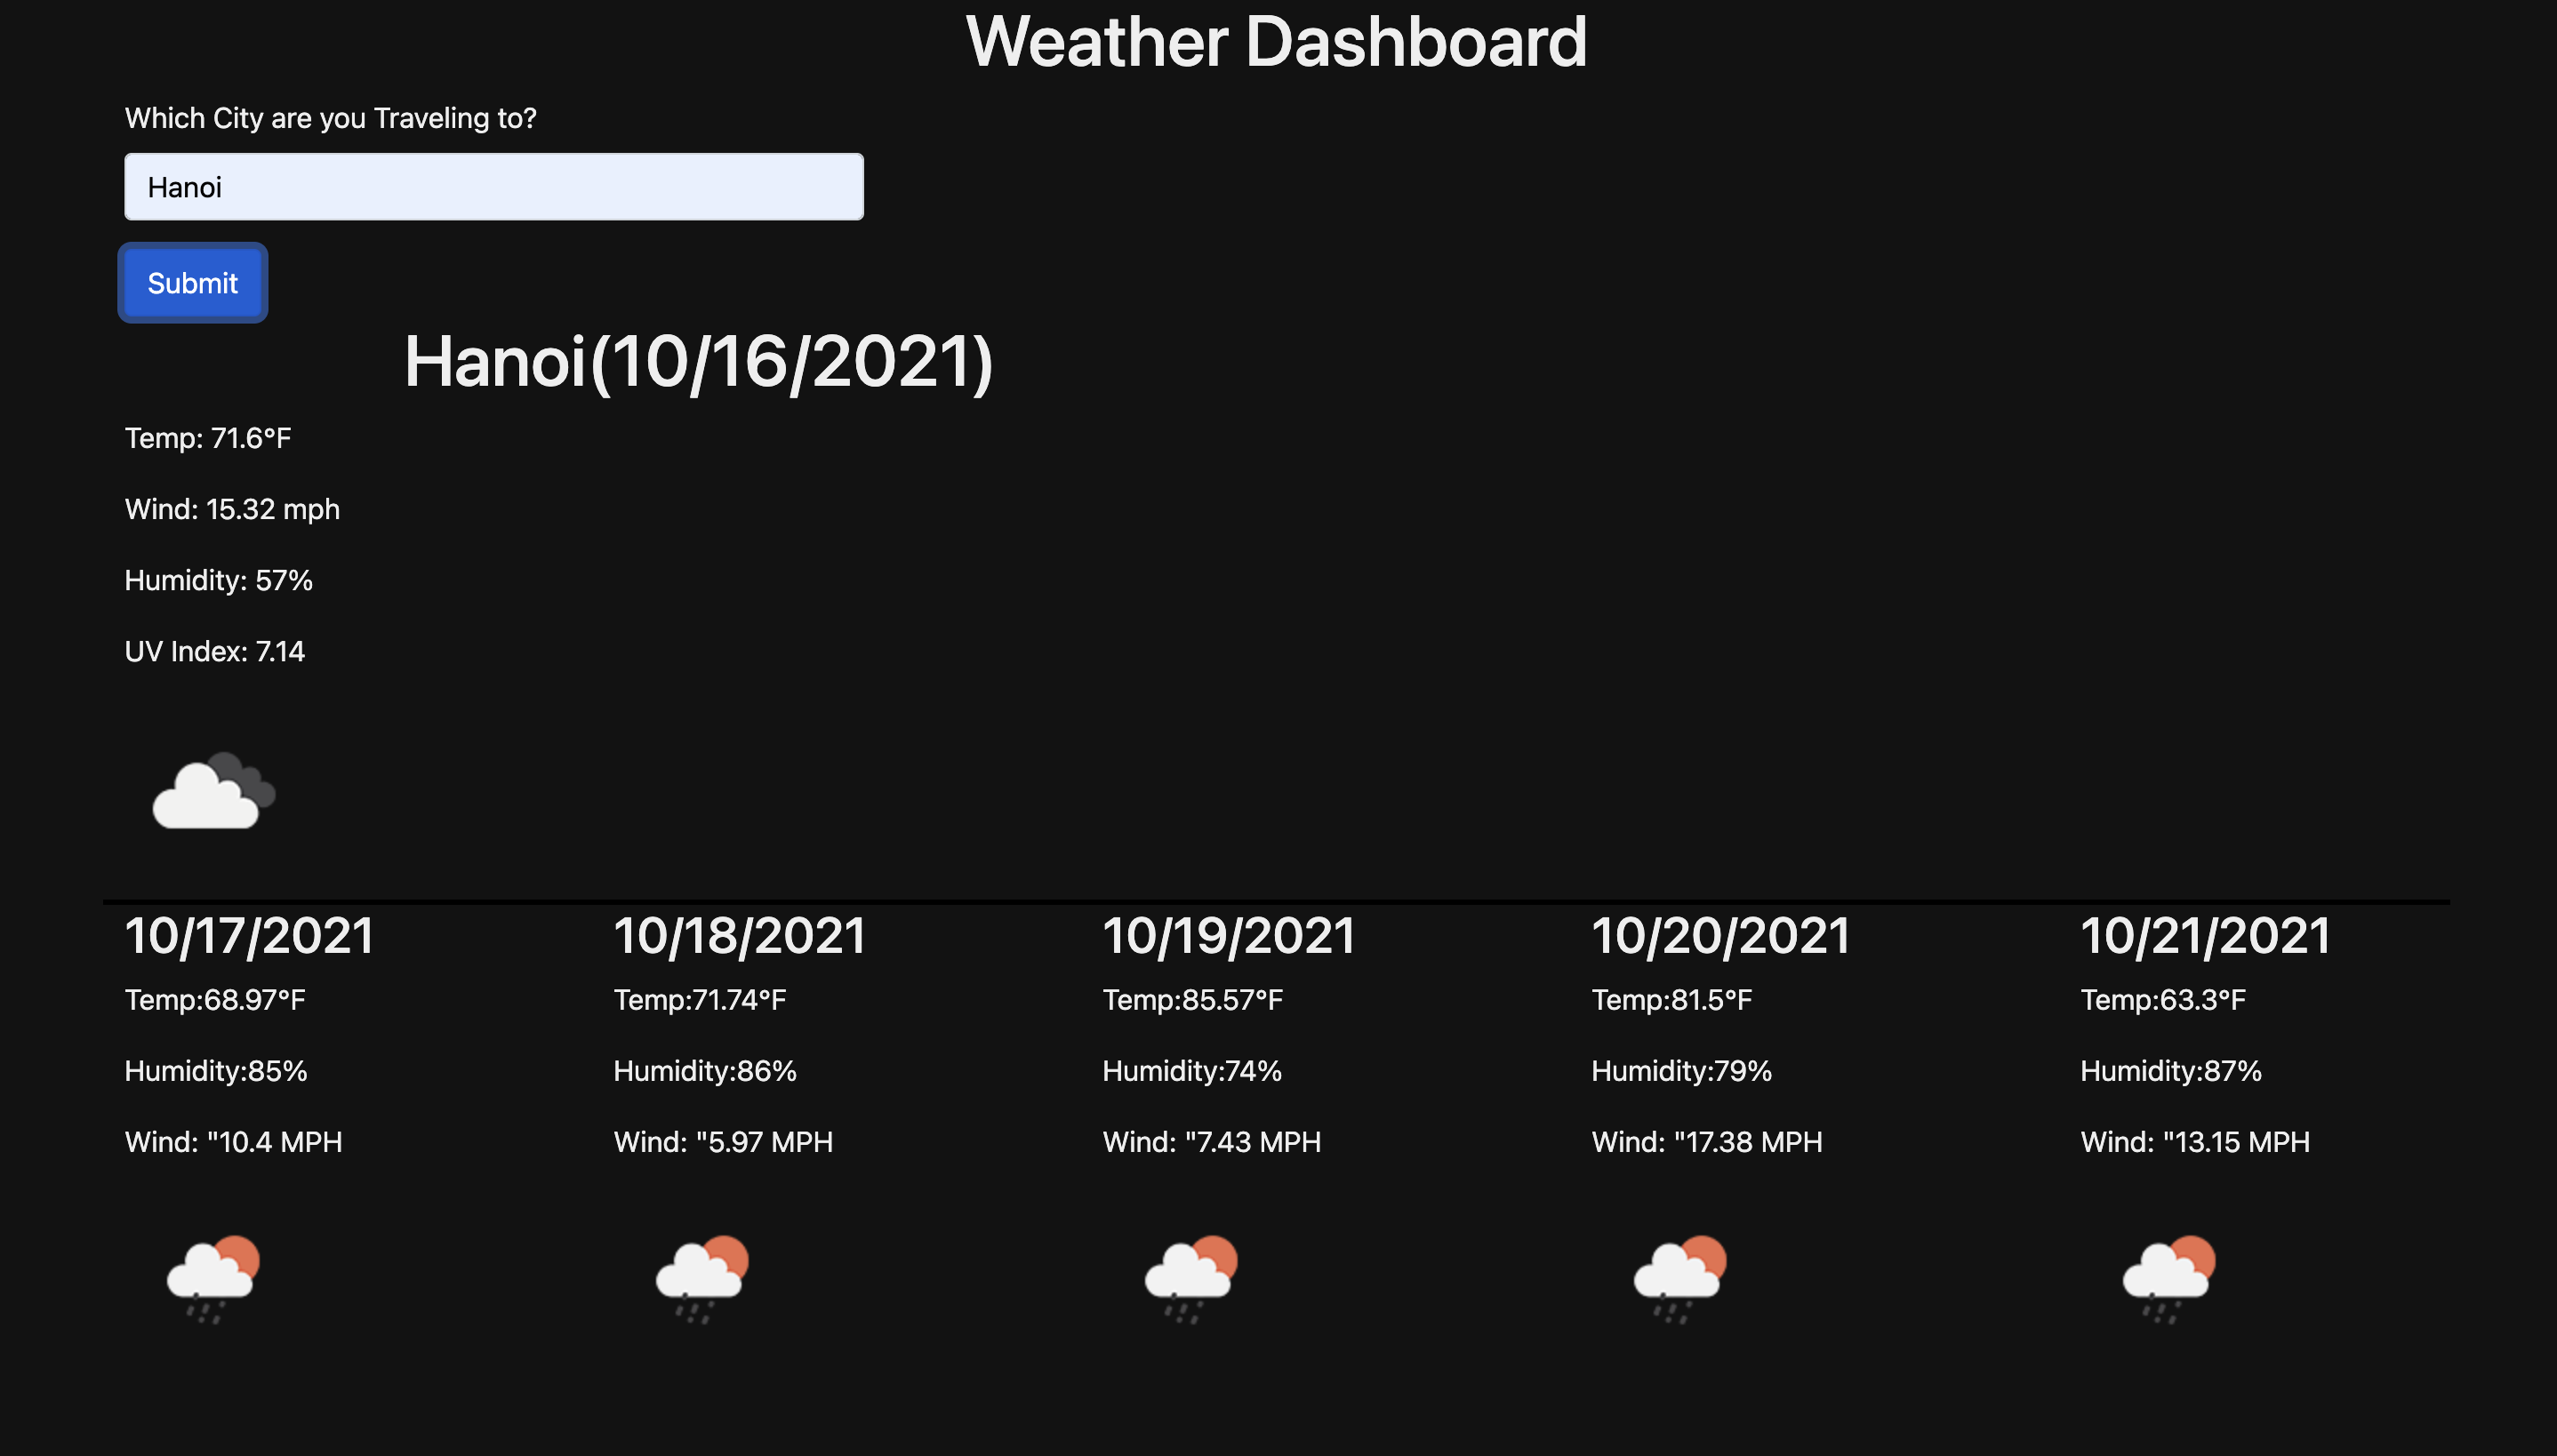 Weather Dashboard
Which City are you Traveling to?
Hanoi
Submit
Hanoi(10/16/2021)
Temp: 71.6°F
Wind: 15.32 mph
Humidity: 57%
UV Index: 7.14
10/17/2021
Temp:68.97°F
Humidity:85%
Wind: "10.4 MPH
10/18/2021
Temp:71.74°F
Humidity:86%
Wind: "5.97 MPH
10/19/2021
Temp:85.57°F
Humidity:74%
Wind: "7.43 MPH
10/20/2021
Temp:81.5°F
Humidity:79%
Wind: "17.38 MPH
10/21/2021
Temp:63.3°F
Humidity:87%
Wind: "13.15 MPH